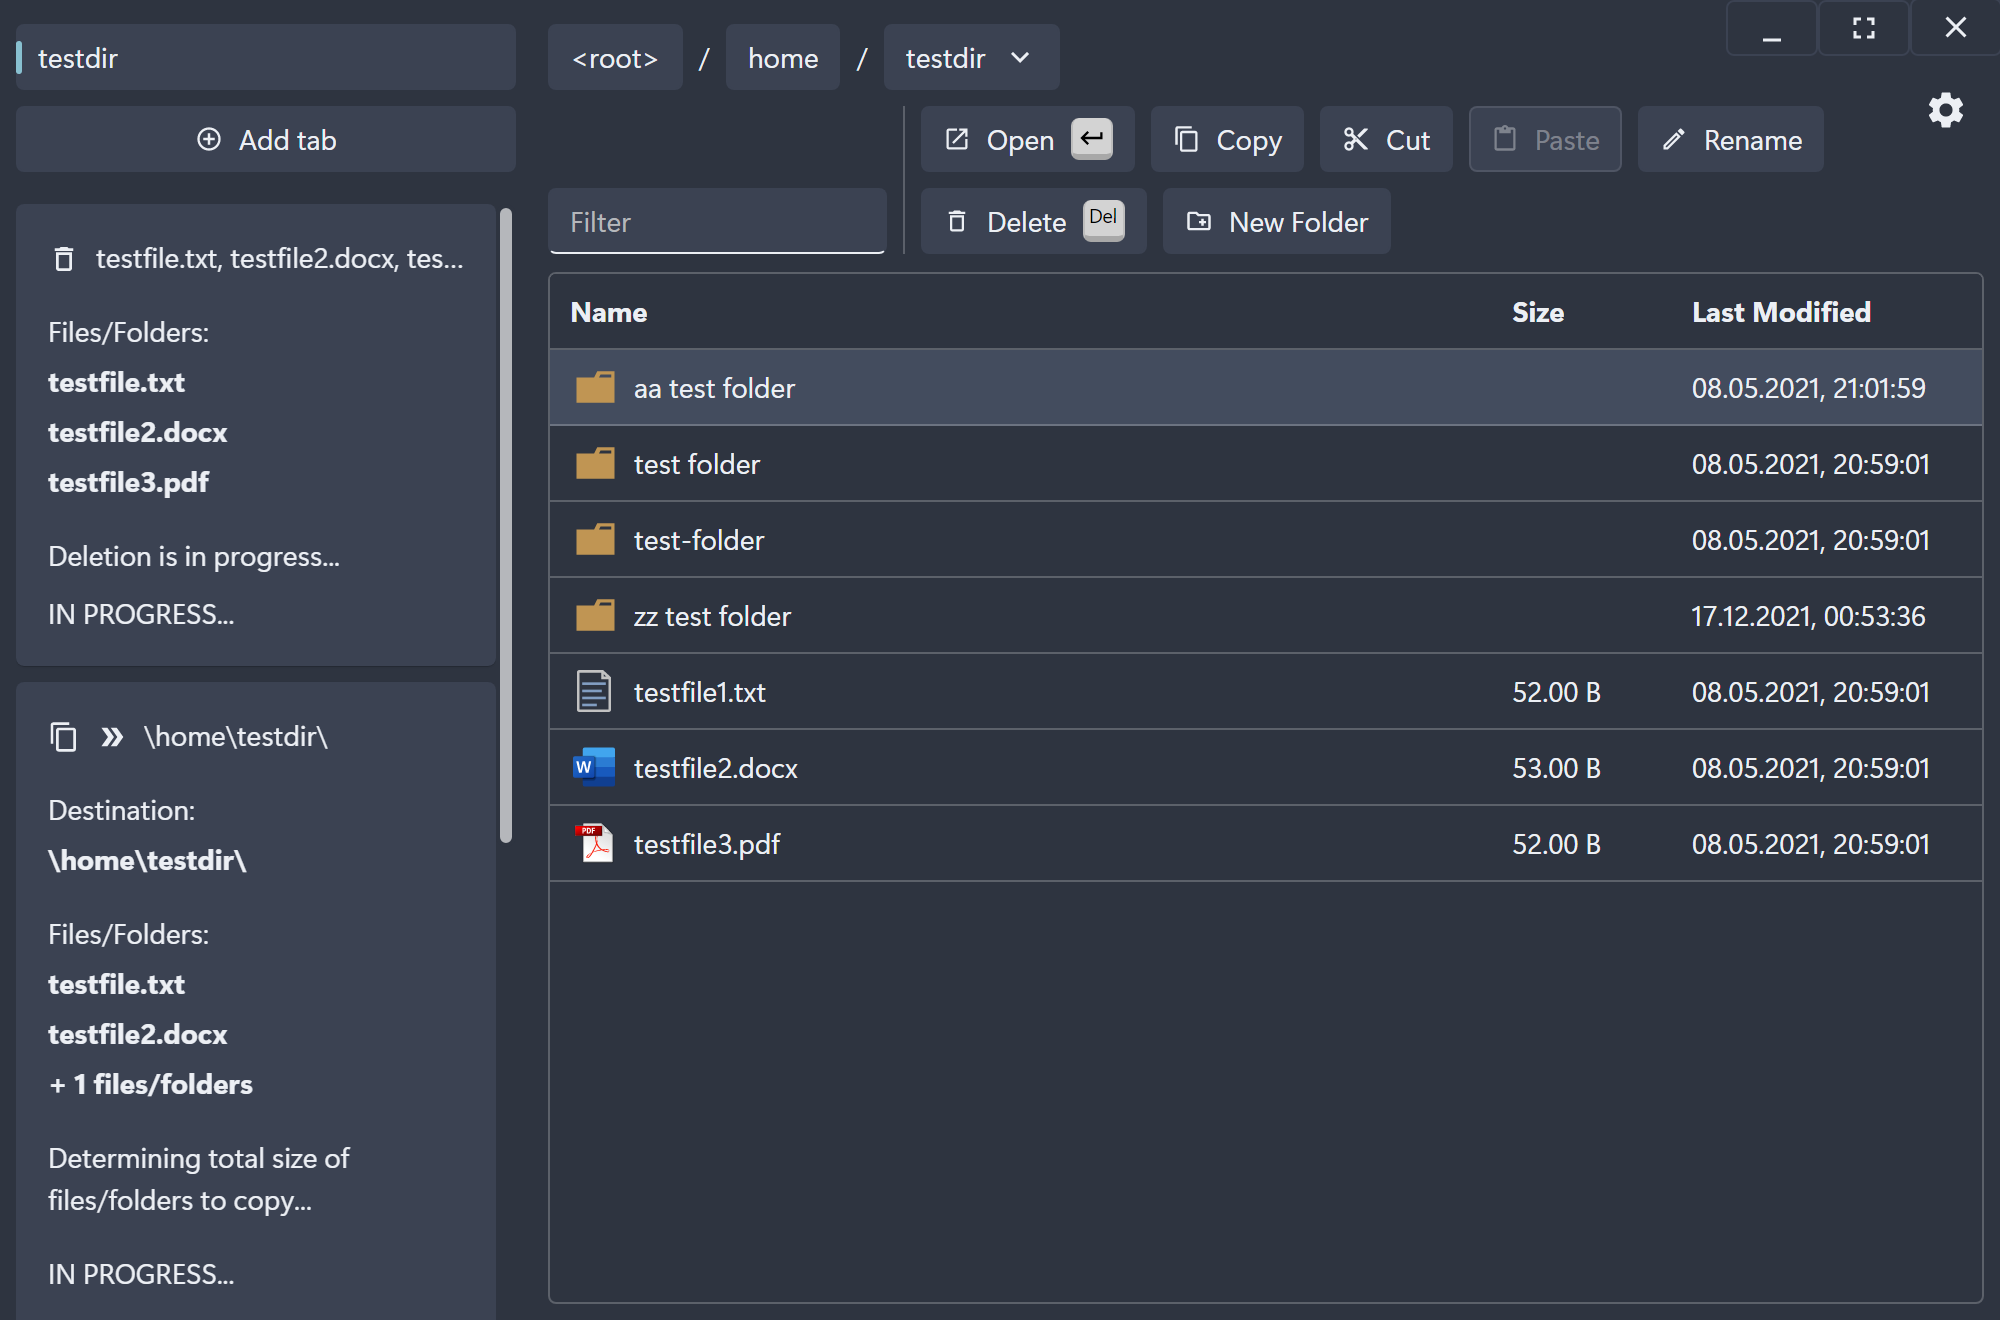 testdir
Add tab
testfile.txt, testfile2.docx, tes...
Files/Folders:
testfile.txt
testfile2.docx
testfile3.pdf
Deletion is in progress...
IN PROGRESS...
\home\testdir\
Destination:
\home\testdir\
Files/Folders:
testfile.txt
testfile2.docx
+ 1 files/folders
Determining total size of
files/folders to copy...
IN PROGRESS...
<root> / home / testdir
Open Copy Cut Paste Rename
Filter Delete Del New Folder
Name Size Last Modified
aa test folder 08.05.2021, 21:01:59
test folder 08.05.2021, 20:59:01
test-folder 08.05.2021, 20:59:01
zz test folder 17.12.2021, 00:53:36
testfile1.txt 52.00 B 08.05.2021, 20:59:01
W testfile2.docx 53.00 B 08.05.2021, 20:59:01
PDF testfile3.pdf 52.00 B 08.05.2021, 20:59:01